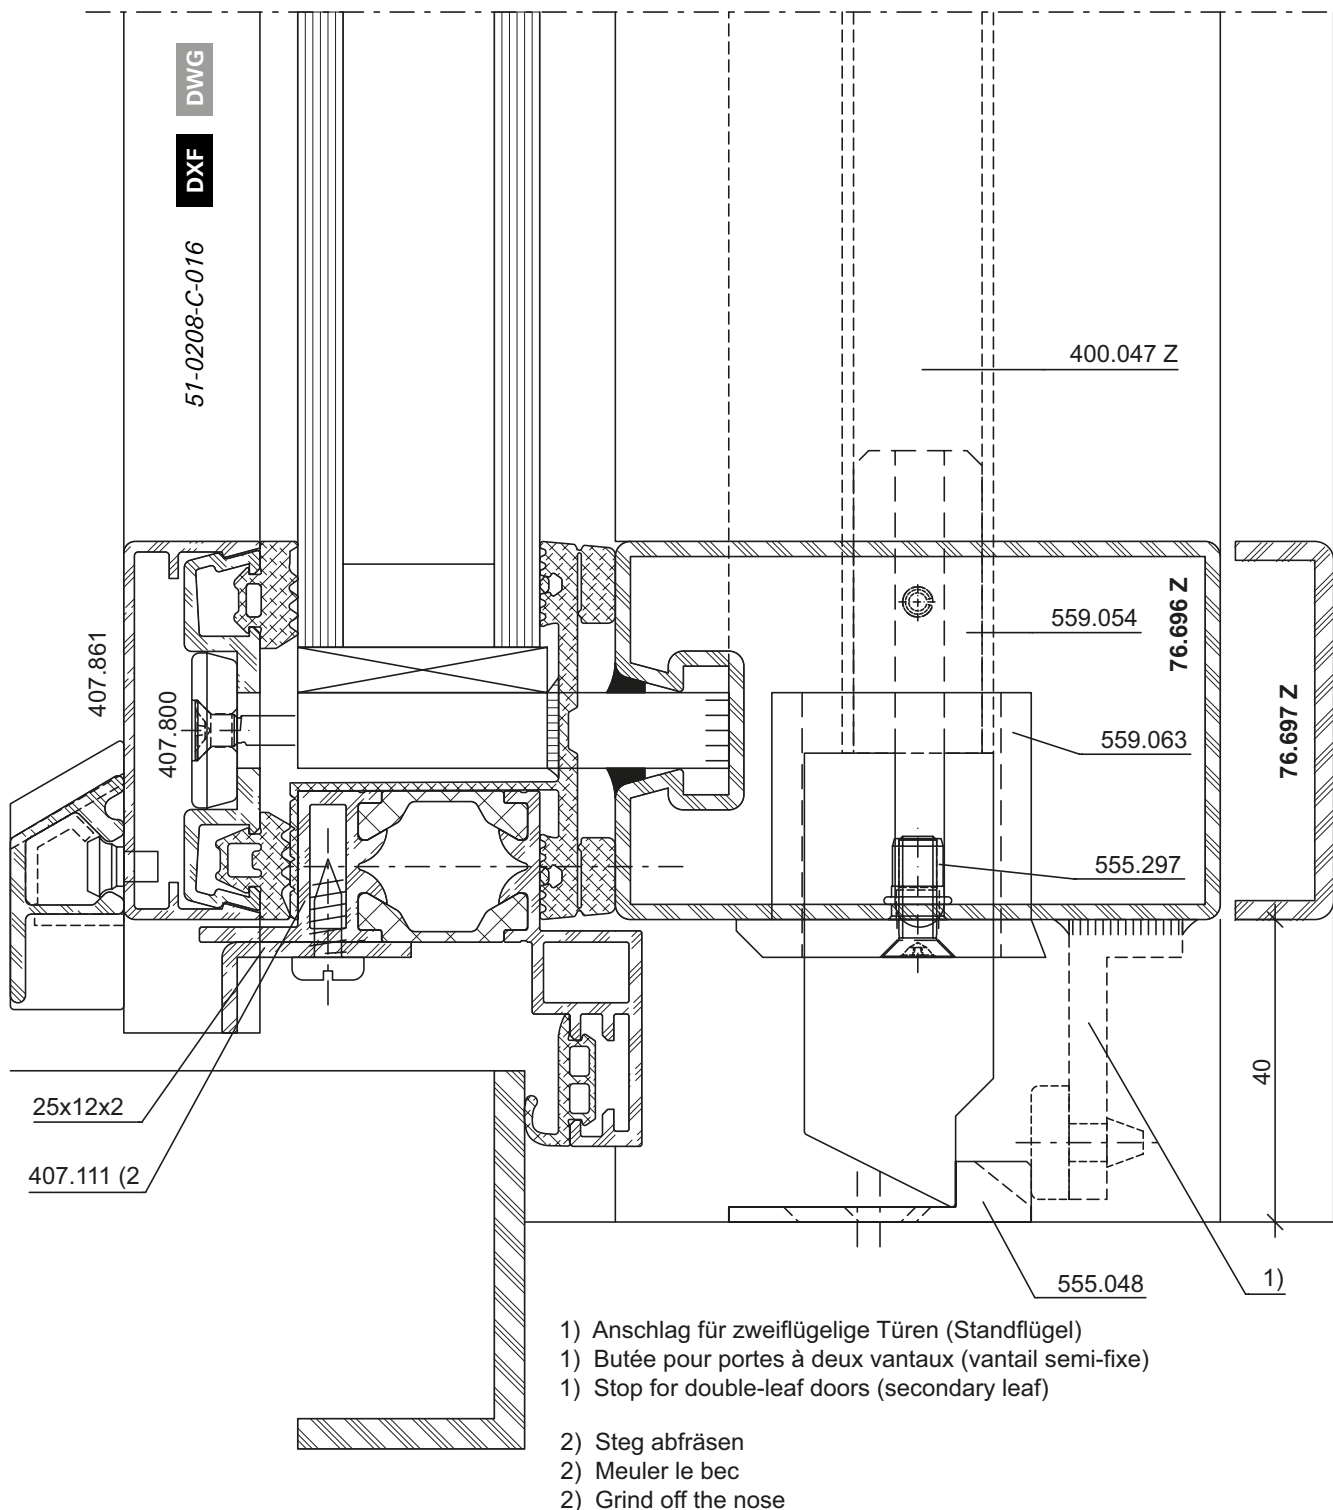 DWG
DXF
51-0208-C-016
400.047 Z
559.054
76.696 Z
407.861
407.800
559.063
76.697 Z
555.297
25x12x2
40
407.111 (2
555.048
1)
1) Anschlag für zweiflügelige Türen (Standflügel)
1) Butée pour portes à deux vantaux (vantail semi-fixe)
1) Stop for double-leaf doors (secondary leaf)
2) Steg abfräsen
2) Meuler le bec
2) Grind off the nose